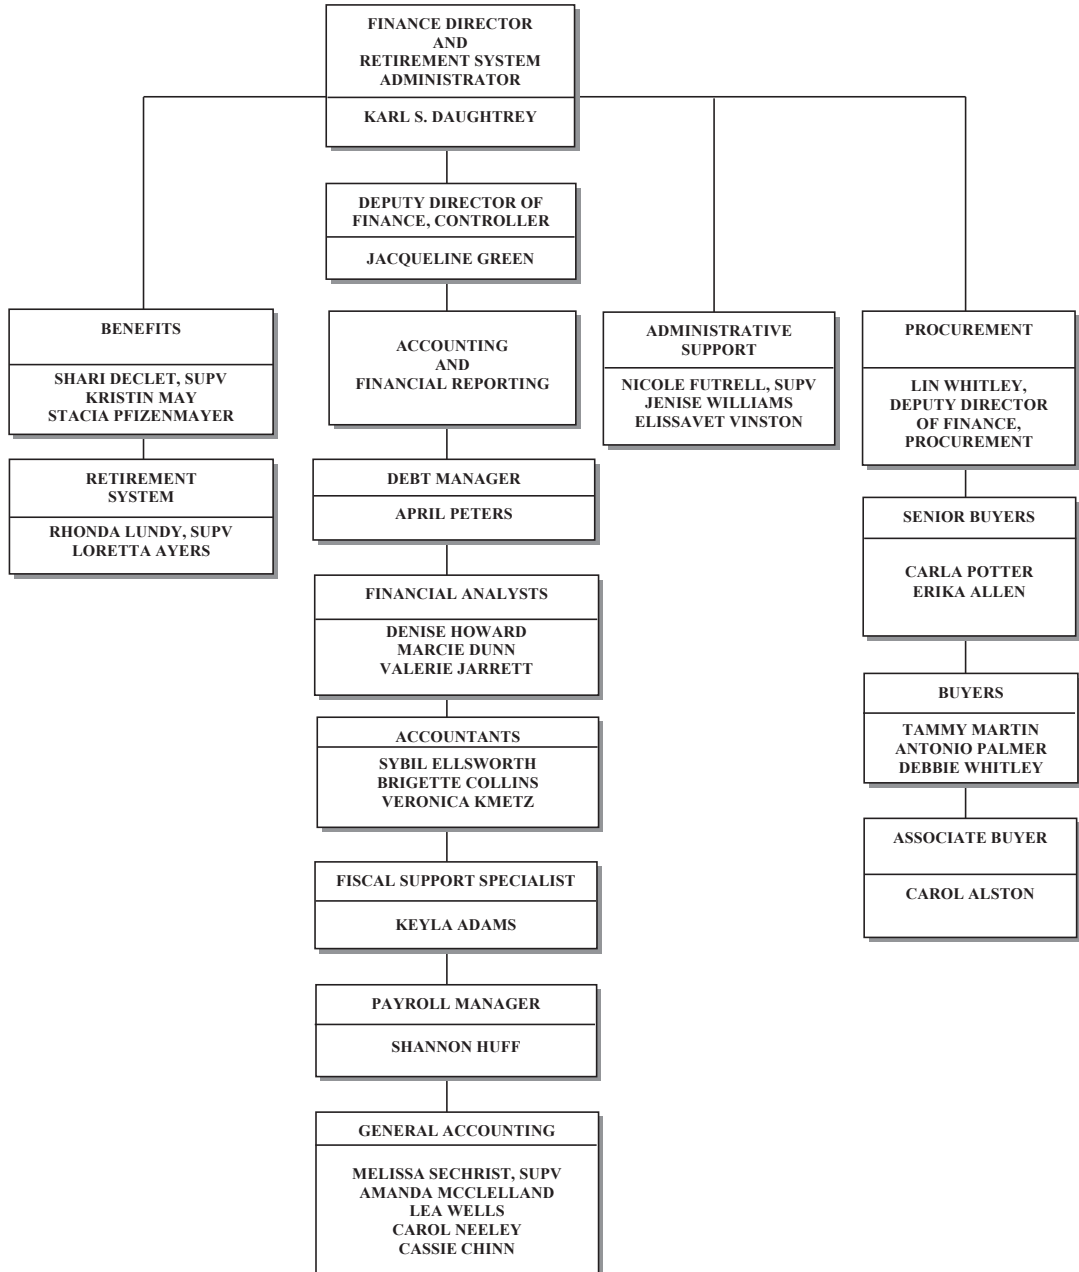 FINANCE DIRECTOR
AND
RETIREMENT SYSTEM
ADMINISTRATOR
KARL S. DAUGHTREY
DEPUTY DIRECTOR OF
FINANCE, CONTROLLER
JACQUELINE GREEN
BENEFITS
SHARI DECLET, SUPV
KRISTIN MAY
STACIA PFIZENMAYER
RETIREMENT
SYSTEM
RHONDA LUNDY, SUPV
LORETTA AYERS
ACCOUNTING
AND
FINANCIAL REPORTING
DEBT MANAGER
APRIL PETERS
FINANCIAL ANALYSTS
DENISE HOWARD
MARCIE DUNN
VALERIE JARRETT
ACCOUNTANTS
SYBIL ELLSWORTH
BRIGETTE COLLINS
VERONICA KMETZ
FISCAL SUPPORT SPECIALIST
KEYLA ADAMS
PAYROLL MANAGER
SHANNON HUFF
GENERAL ACCOUNTING
MELISSA SECHRIST, SUPV
AMANDA MCCLELLAND
LEA WELLS
CAROL NEELEY
CASSIE CHINN
ADMINISTRATIVE
SUPPORT
NICOLE FUTRELL, SUPV
JENISE WILLIAMS
ELISSAVET VINSTON
PROCUREMENT
LIN WHITLEY,
DEPUTY DIRECTOR
OF FINANCE,
PROCUREMENT
SENIOR BUYERS
CARLA POTTER
ERIKA ALLEN
BUYERS
TAMMY MARTIN
ANTONIO PALMER
DEBBIE WHITLEY
ASSOCIATE BUYER
CAROL ALSTON